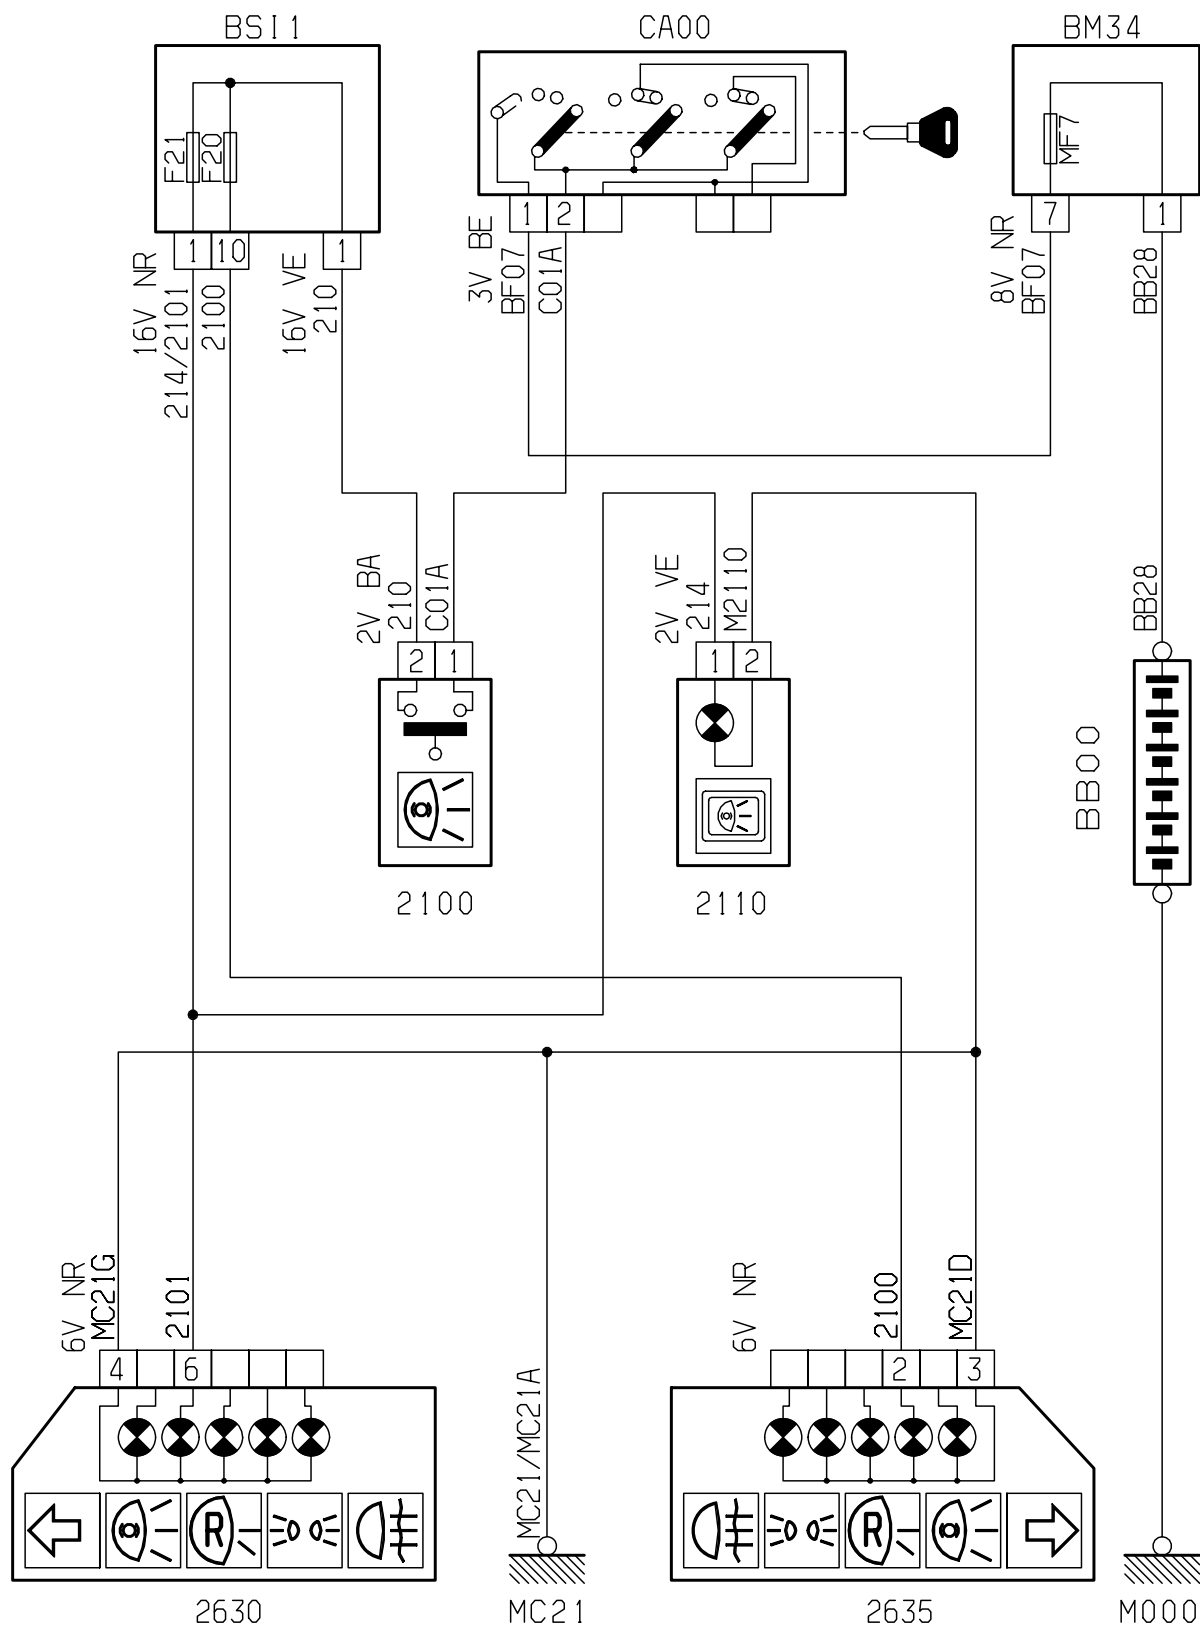 BSI1
CA00
BM34
F21
F20
MF7
1
10
1
1
2
7
1
16V NR
214/2101
2100
16V VE
210
3V BE
BF07
C01A
8V NR
BF07
BB28
2V BA
210
C01A
2V VE
214
M2110
BB28
2
1
1
2
BB00
2100
2110
6V NR
MC21G
2101
6V NR
2100
MC21D
4
6
2
3
MC21/MC21A
R
R
2630
MC21
2635
M000